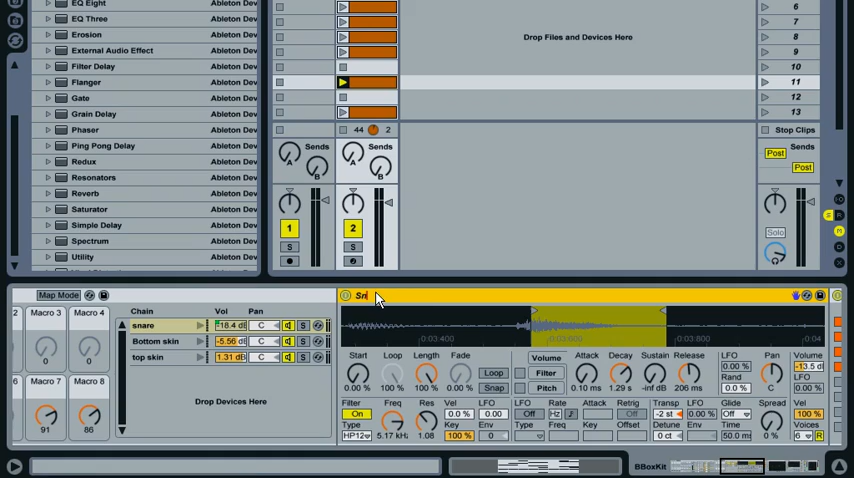 EQ Eight Ableton Dev
EQ Three Ableton Dev
Erosion Ableton Dev
External Audio Effect Ableton Dev
Filter Delay Ableton Dev
Flanger Ableton Dev
Gate Ableton Dev
Grain Delay Ableton Dev
Phaser Ableton Dev
Ping Pong Delay Ableton Dev
Redux Ableton Dev
Resonators Ableton Dev
Reverb Ableton Dev
Saturator Ableton Dev
Simple Delay Ableton Dev
Spectrum Ableton Dev
Utility Ableton Dev
Drop Files and Devices Here
6
7
8
9
10
11
12
13
44 2
Stop Clips
Sends Sends Sends
A B A B
Post
Post
1 2 Solo
S S
Map Mode
Macro 3 Macro 4
0 0
Macro 7 Macro 8
91 86
Chain Vol Pan
snare -18.4 dB C S
Bottom skin -5.56 dB C S
top skin 1.31 dB C S
Drop Devices Here
Sn
0:03:600 0:03:800 0:04
Start Loop Length Fade
0.00 % 100 % 100 % 0.00 %
Loop
Snap
Volume
Filter
Pitch
Attack Decay Sustain Release
0.10 ms 1.29 s -inf dB 206 ms
LFO
0.00 %
Rand
0.0 %
Pan
C
Volume
-13.5 dB
LFO
0.00 %
Filter Freq Res Vel LFO
On 5.17 kHz 1.08 0.0 % 0.00
Type Key Env
HP12 100 % 0
LFO Rate Attack Retrig
Off Hz Off
Type Freq Key Offset
Transp LFO Glide Spread Vel
-2 st 0.00 % Off 0.0 % 100 %
Detune Time Voices
0 ct 50.0 ms 6 R
BBoxKit